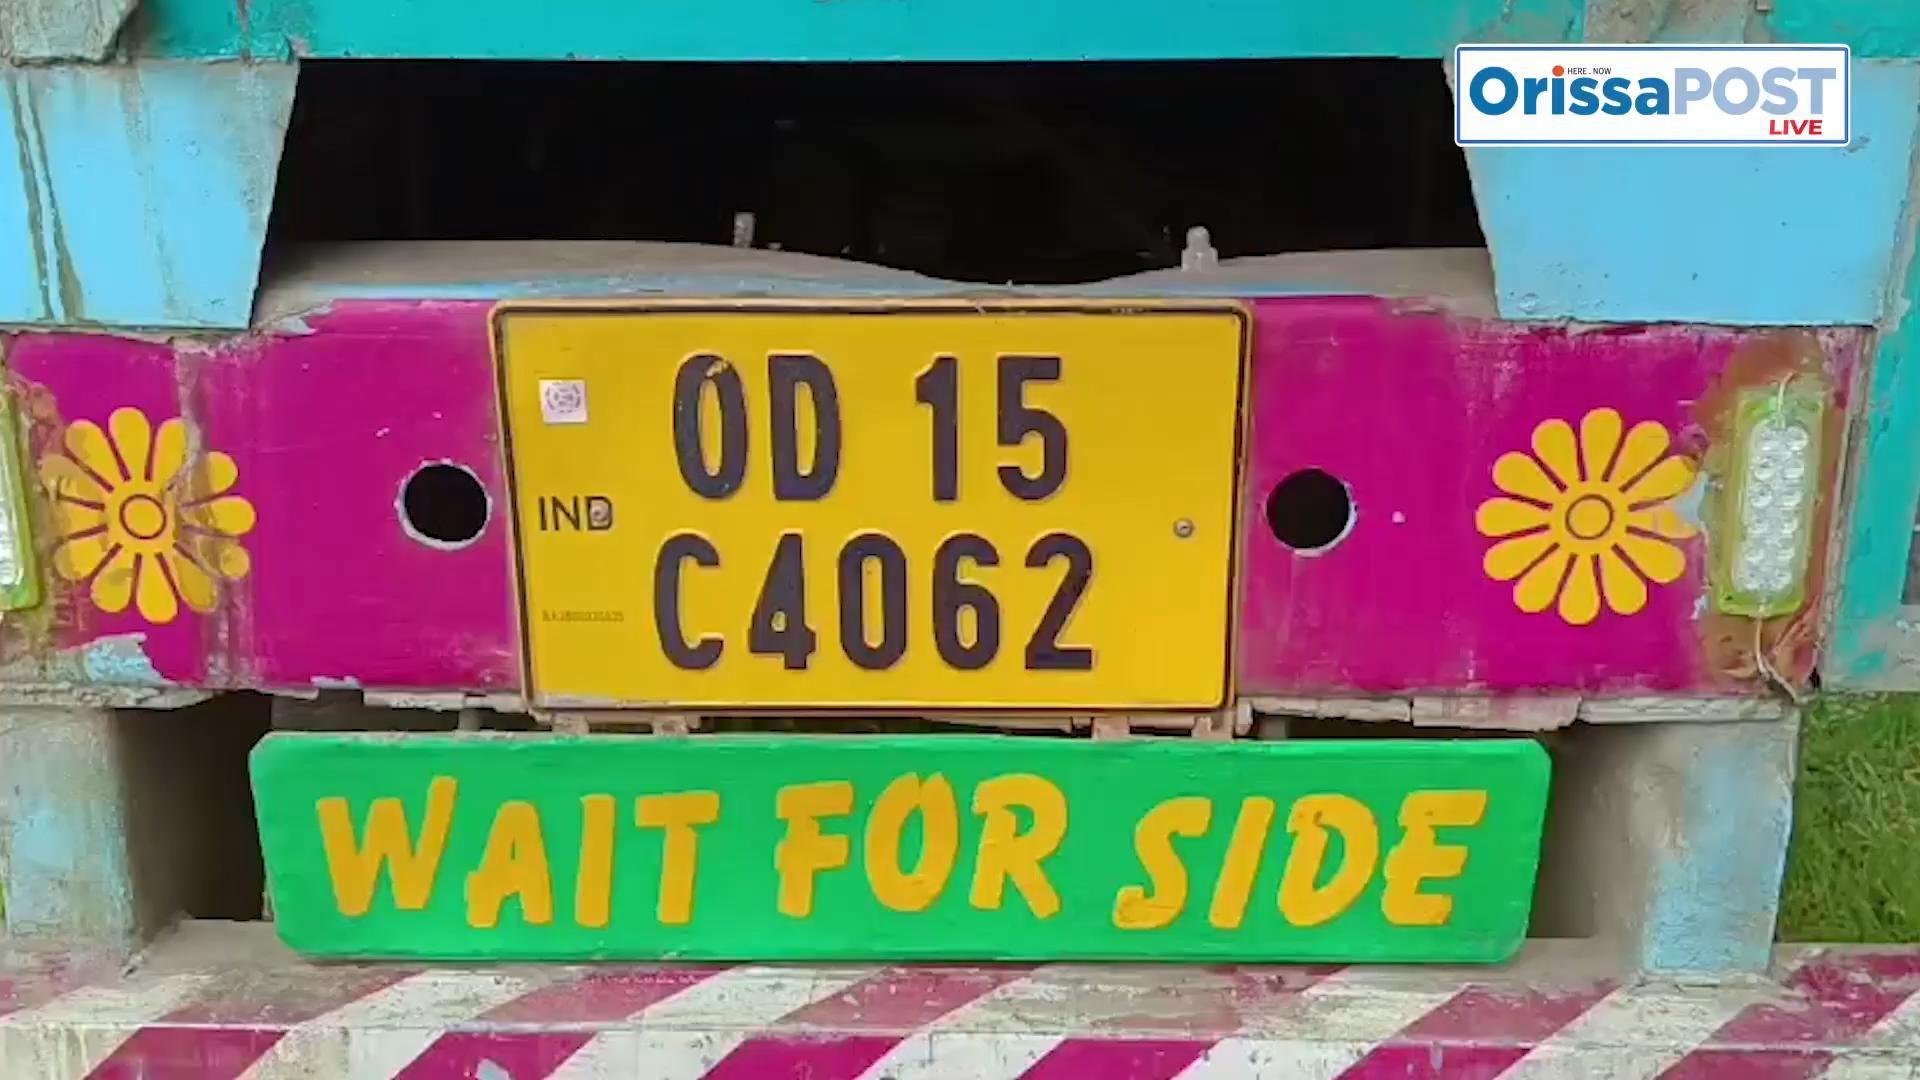 HERE . NOW
OrissaPOST
LIVE
OD 15
IND
C4062
WAIT FOR SIDE